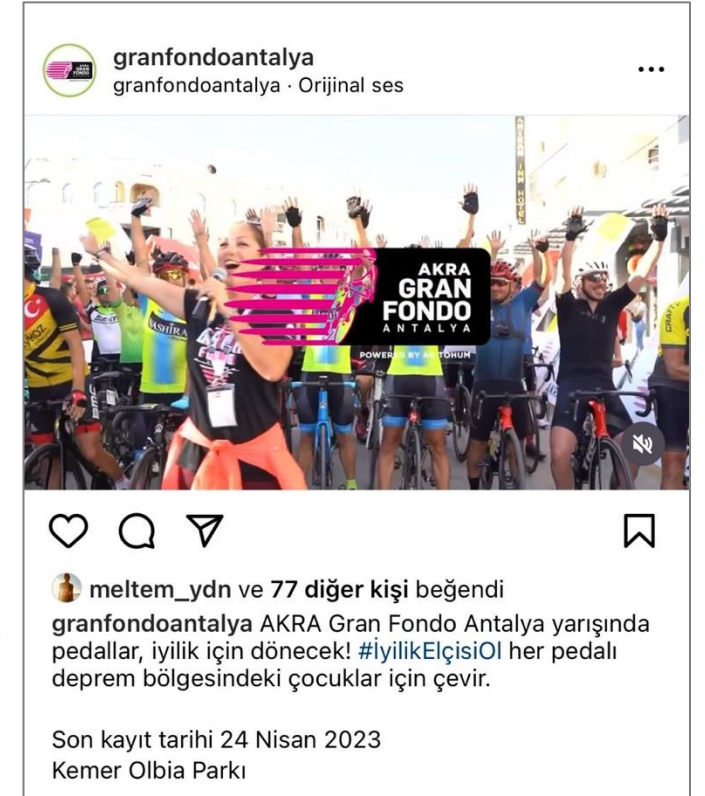 granfondoantalya
granfondoantalya · Orijinal ses
AKRA
GRAN
FONDO
ANTALYA
POWERED BY AUTOHUM
meltem_ydn ve 77 diğer kişi beğendi
granfondoantalya AKRA Gran Fondo Antalya yarışında
pedallar, iyilik için dönecek! #İyilikElçisiOl her pedalı
deprem bölgesindeki çocuklar için çevir.
Son kayıt tarihi 24 Nisan 2023
Kemer Olbia Parkı